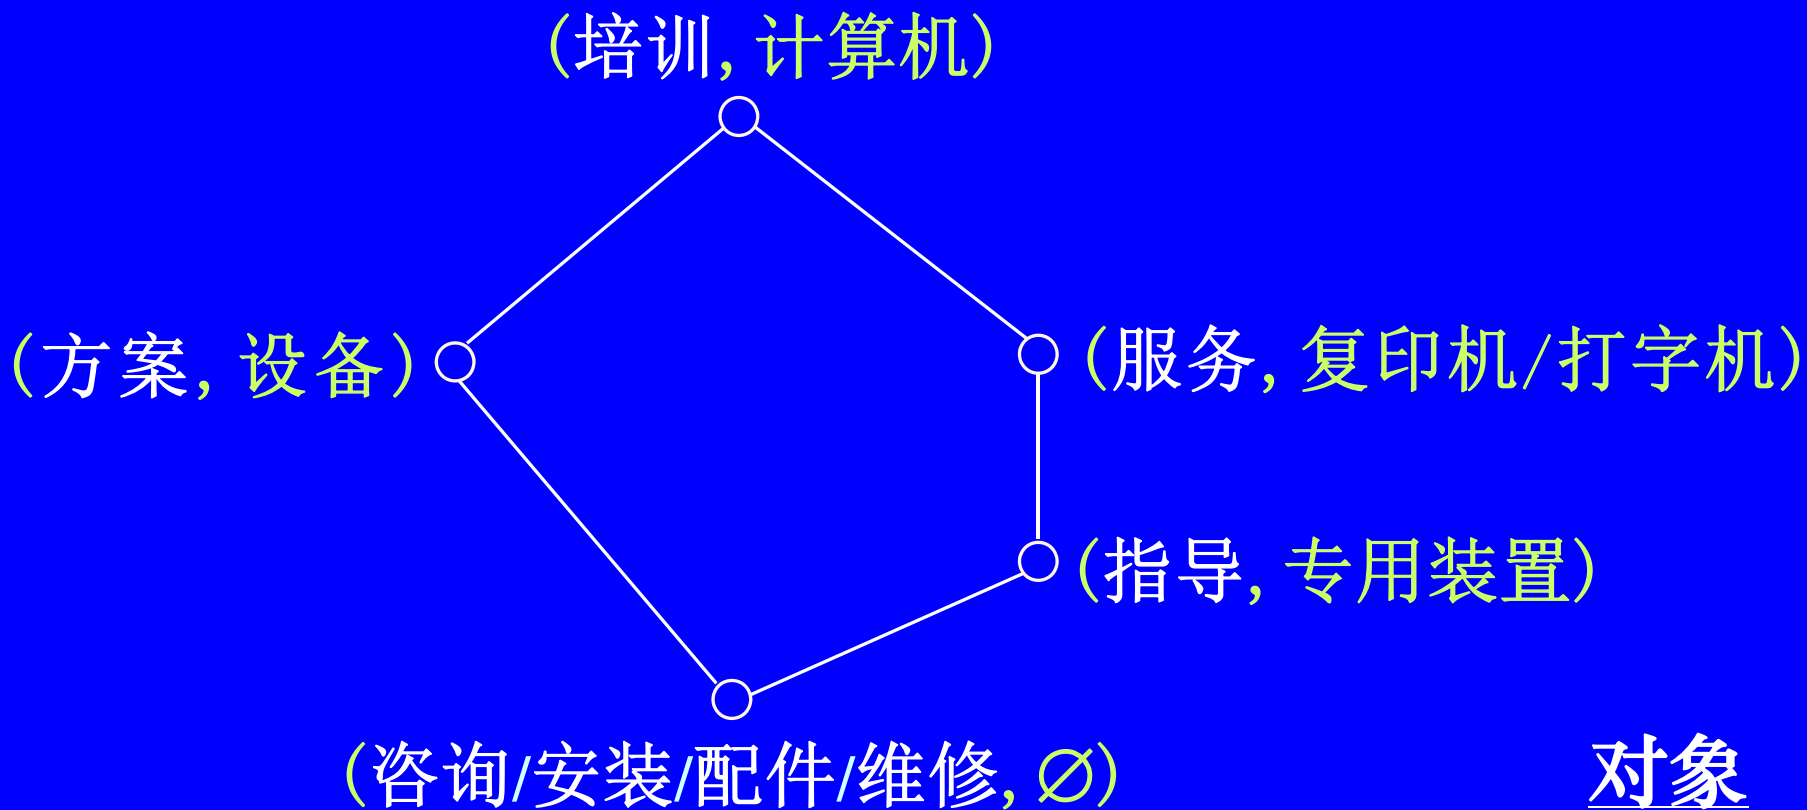 (培训, 计算机)
(方案, 设备)
(服务, 复印机/打字机)
(指导, 专用装置)
(咨询/安装/配件/维修, ∅)
对象